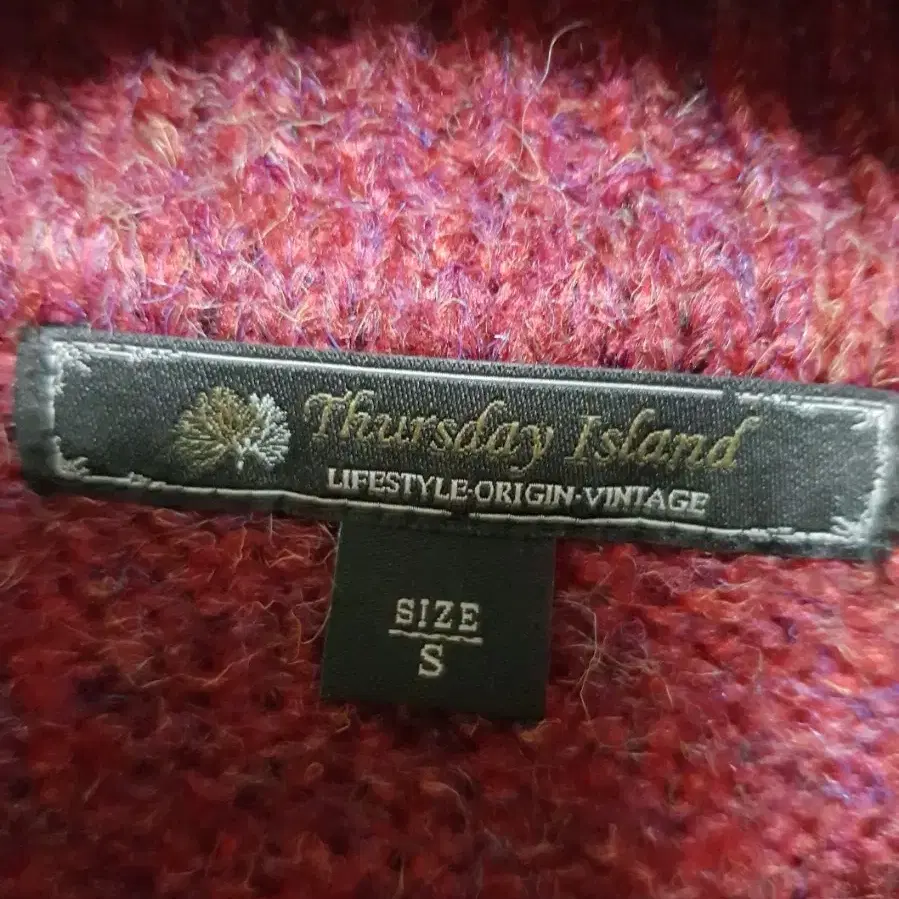 Thursday Island
LIFESTYLE·ORIGIN·VINTAGE
SIZE
S